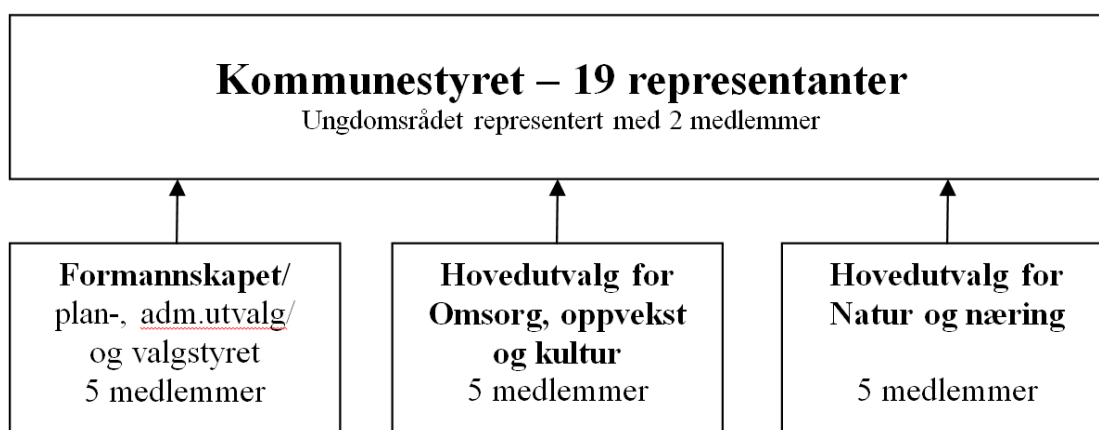 Kommunestyret – 19 representanter
Ungdomsrådet representert med 2 medlemmer
Formannskapet/
plan-, adm.utvalg/
og valgstyret
5 medlemmer
Hovedutvalg for
Omsorg, oppvekst
og kultur
5 medlemmer
Hovedutvalg for
Natur og næring
5 medlemmer